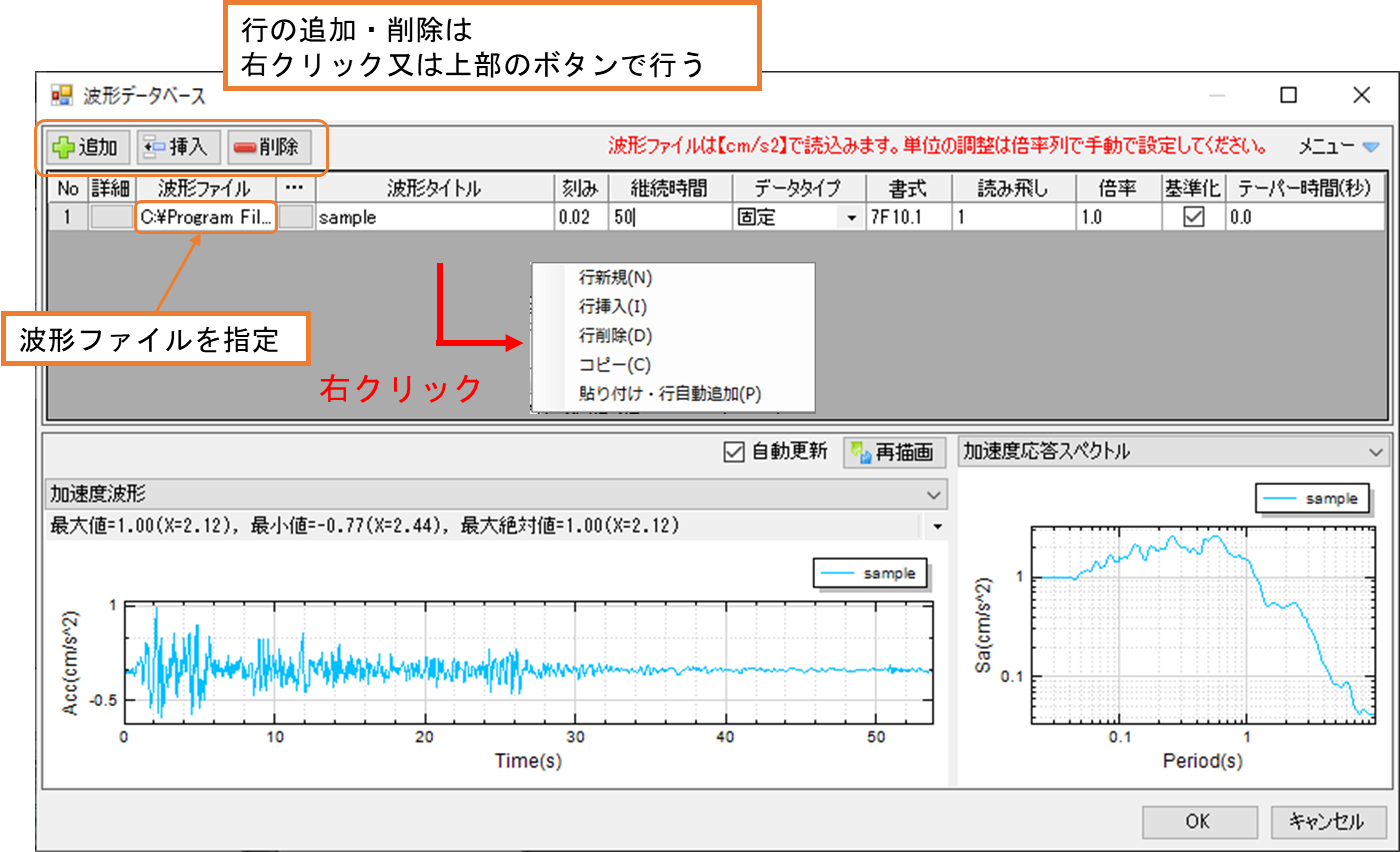 行の追加・削除は
右クリック又は上部のボタンで行う
波形データベース
追加 挿入 削除
波形ファイルは【cm/s2】で読込みます。単位の調整は倍率列で手動で設定してください。 メニュー
No 詳細 波形ファイル … 波形タイトル 刻み 継続時間 データタイプ 書式 読み飛し 倍率 基準化 テーパー時間(秒)
1 C:¥Program Fil... sample 0.02 50 固定 7F10.1 1 1.0 0.0
波形ファイルを指定
右クリック
行新規(N)
行挿入(I)
行削除(D)
コピー(C)
貼り付け・行自動追加(P)
自動更新 再描画
加速度波形
最大値=1.00(X=2.12), 最小値=-0.77(X=2.44), 最大絶対値=1.00(X=2.12)
sample
1
-0.5
Acc(cm/s^2)
0 10 20 30 40 50
Time(s)
加速度応答スペクトル
sample
1
0.1
Sa(cm/s^2)
0.1 1
Period(s)
OK キャンセル